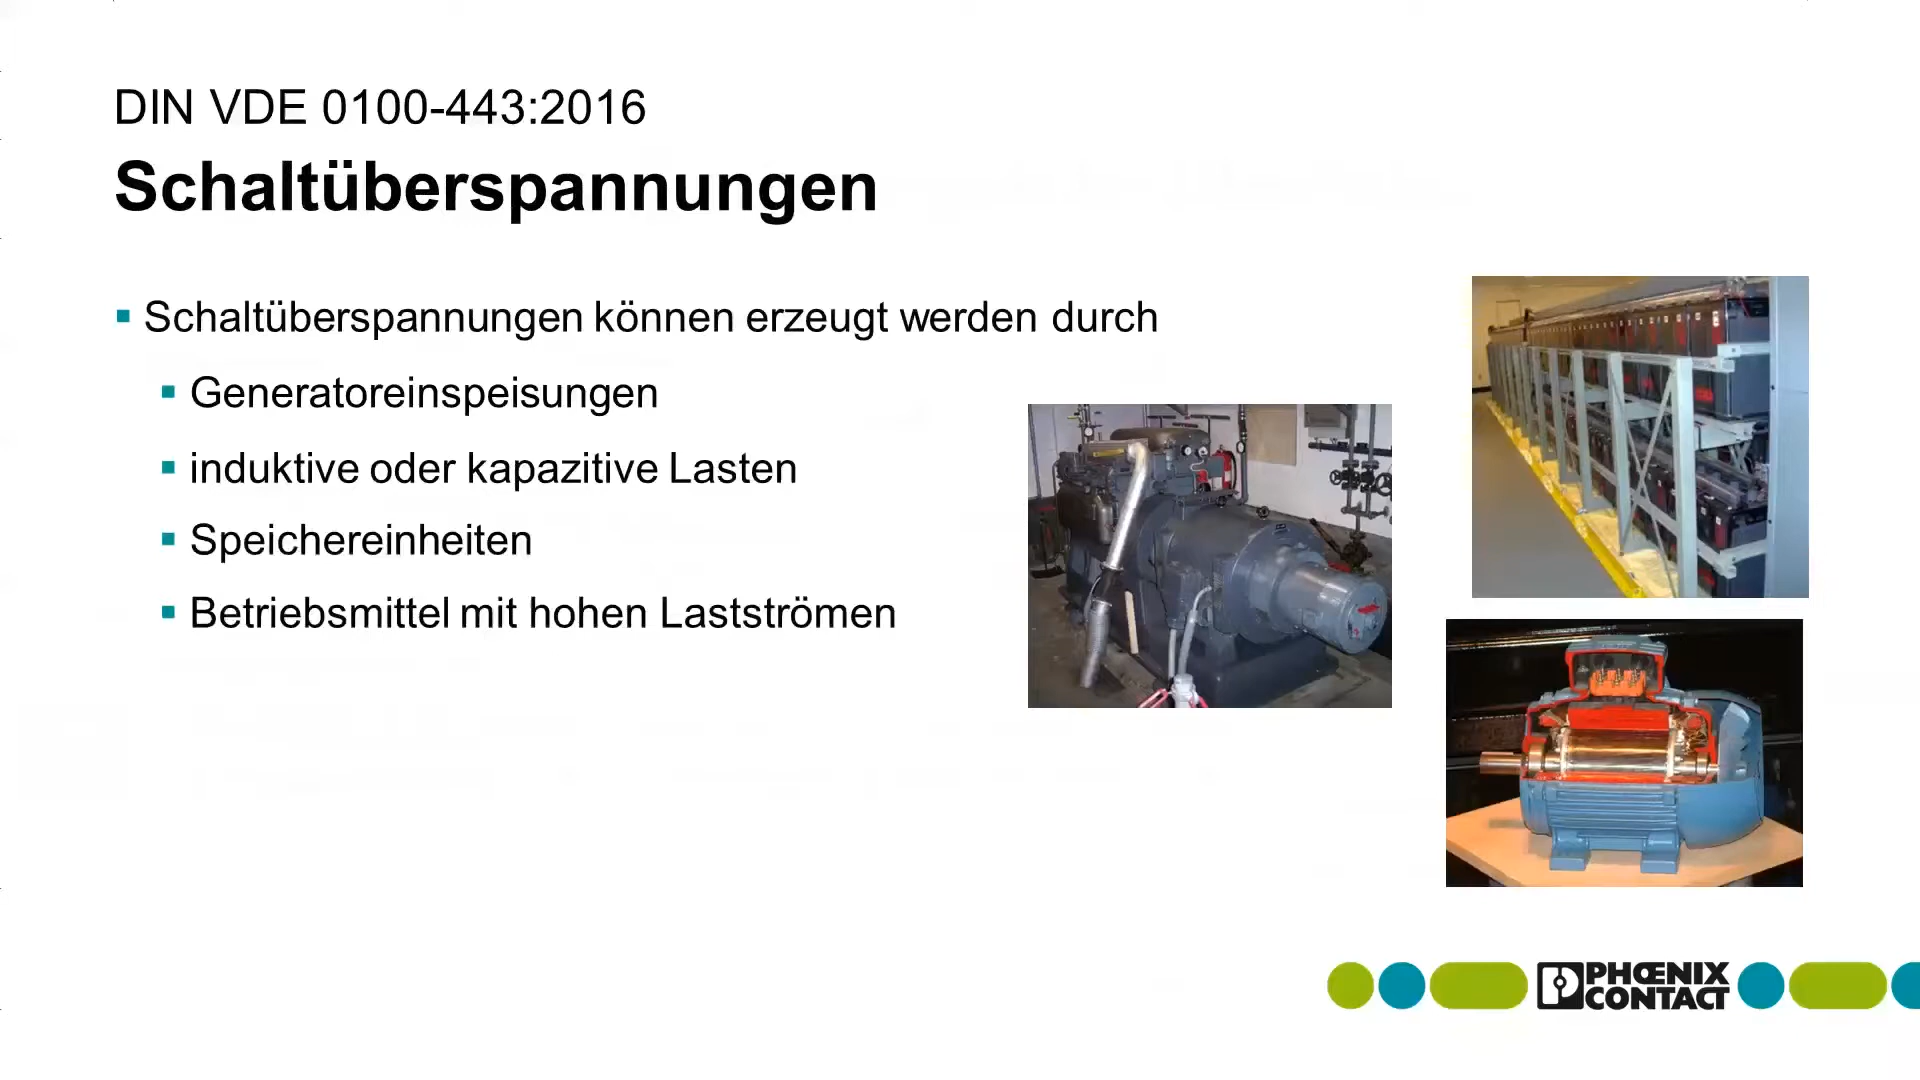 DIN VDE 0100-443:2016
Schaltüberspannungen
Schaltüberspannungen können erzeugt werden durch
Generatoreinspeisungen
induktive oder kapazitive Lasten
Speichereinheiten
Betriebsmittel mit hohen Lastströmen
PHŒNIX
CONTACT